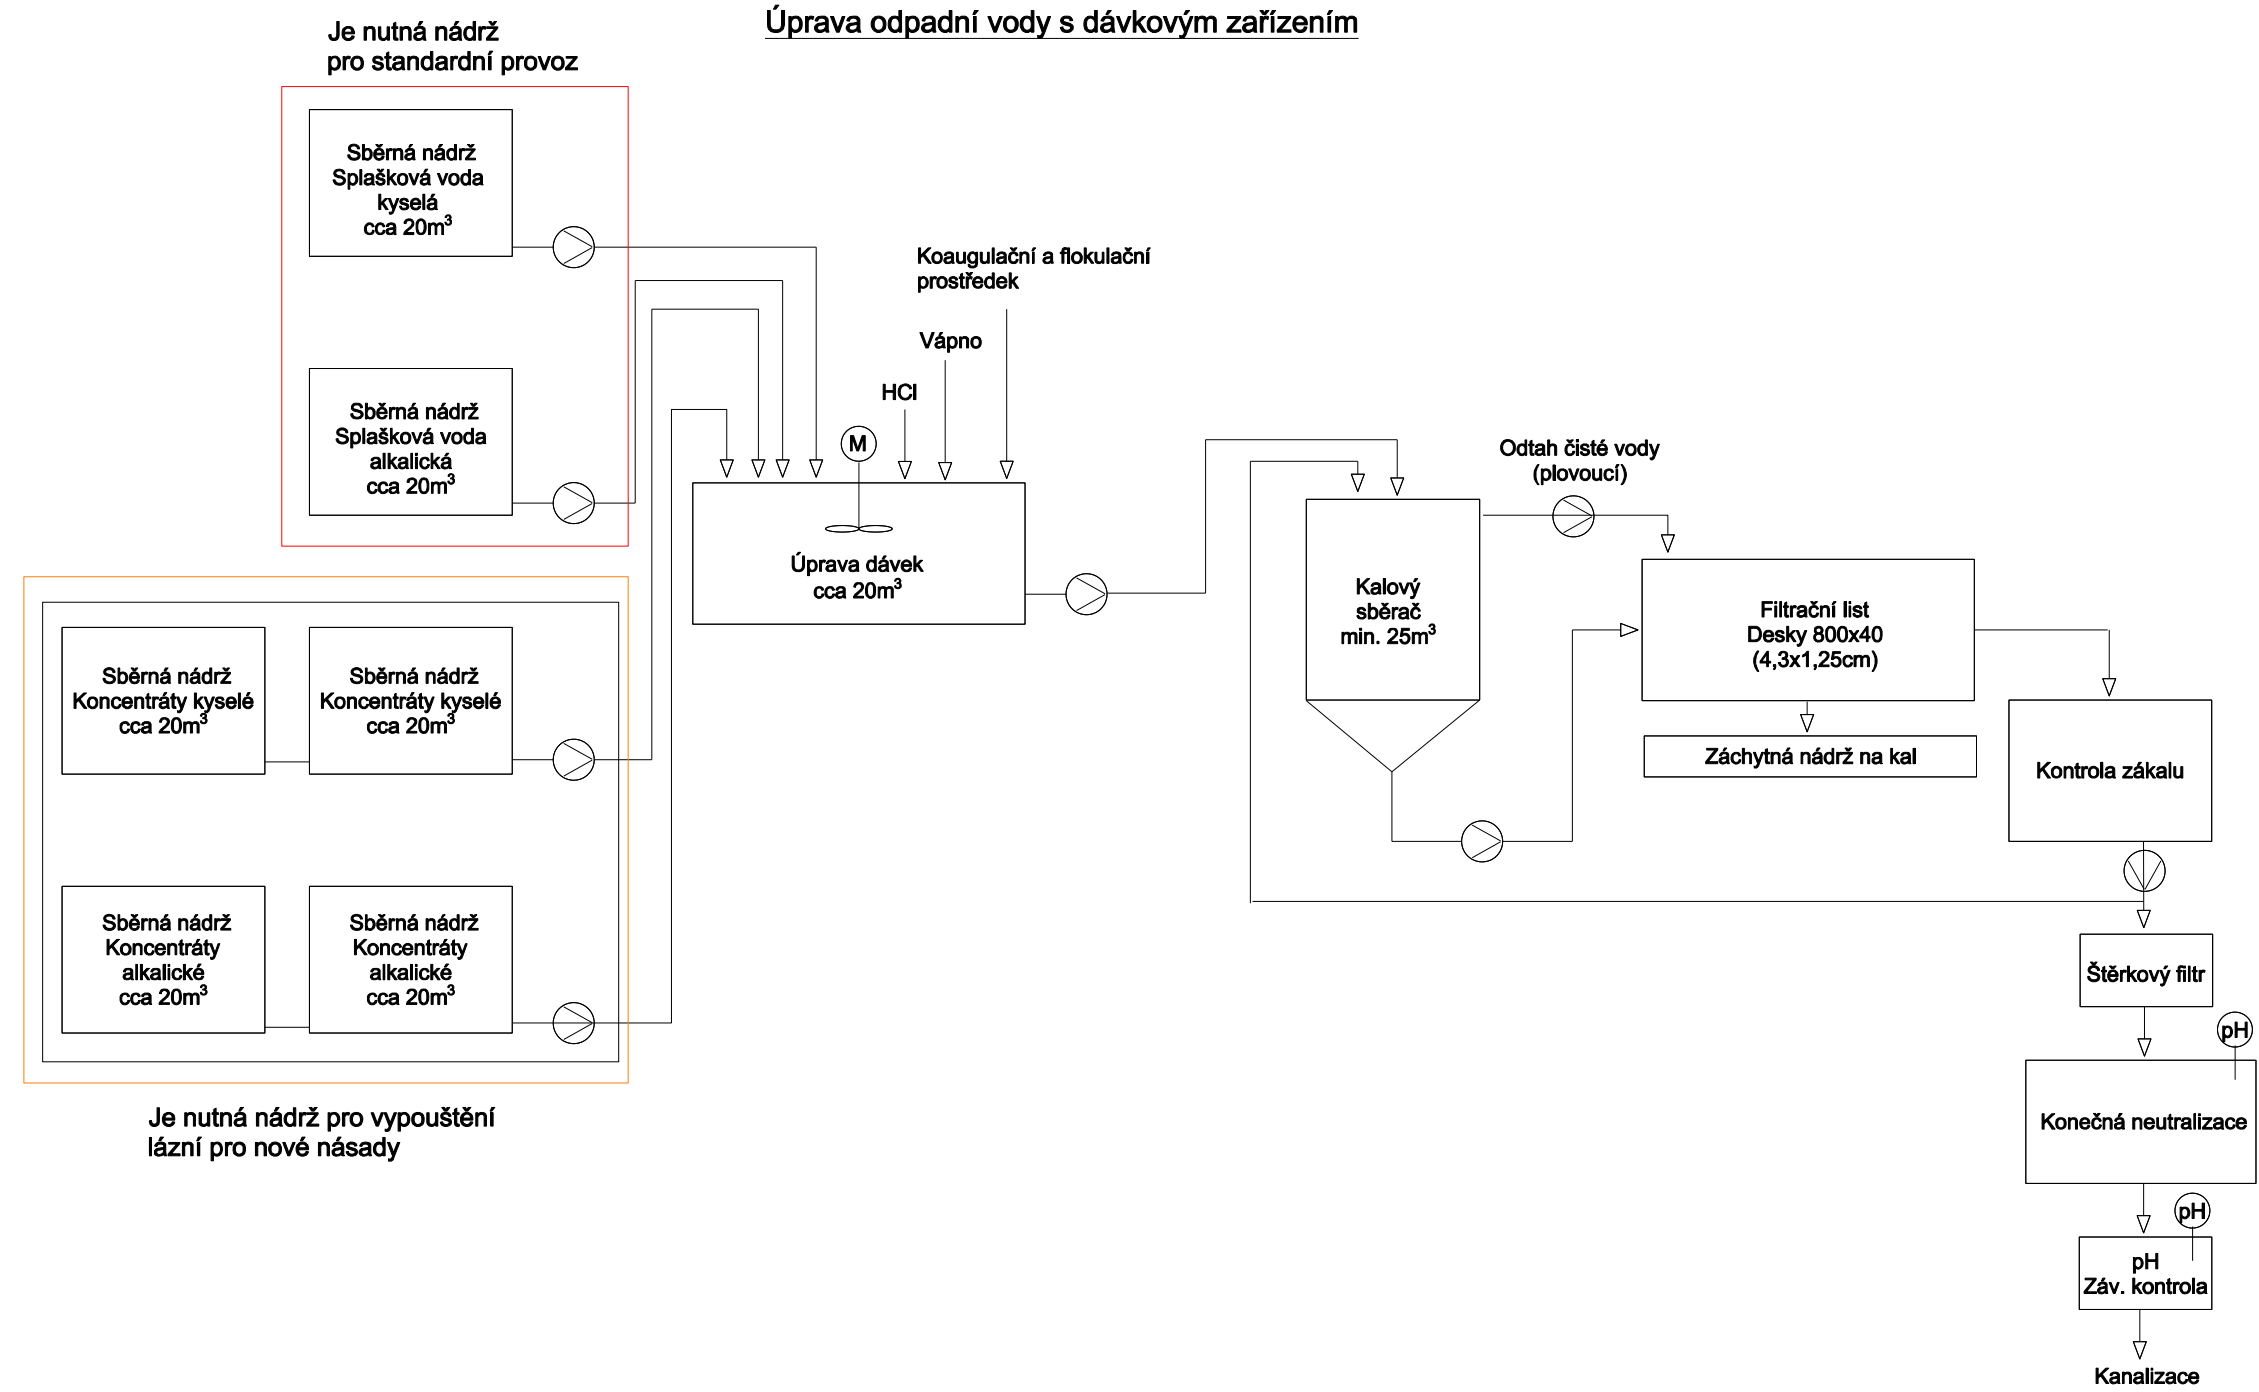 Úprava odpadní vody s dávkovým zařízením
Je nutná nádrž
pro standardní provoz
Sběrná nádrž
Splašková voda
kyselá
cca 20m³
Sběrná nádrž
Splašková voda
alkalická
cca 20m³
Sběrná nádrž
Koncentráty kyselé
cca 20m³
Sběrná nádrž
Koncentráty kyselé
cca 20m³
Sběrná nádrž
Koncentráty
alkalické
cca 20m³
Sběrná nádrž
Koncentráty
alkalické
cca 20m³
Je nutná nádrž pro vypouštění
lázní pro nové násady
Koaugulační a flokulační
prostředek
Vápno
HCl
M
Úprava dávek
cca 20m³
Kalový
sběrač
min. 25m³
Odtah čisté vody
(plovoucí)
Filtrační list
Desky 800x40
(4,3x1,25cm)
Záchytná nádrž na kal
Kontrola zákalu
Štěrkový filtr
pH
Konečná neutralizace
pH
pH
Záv. kontrola
Kanalizace